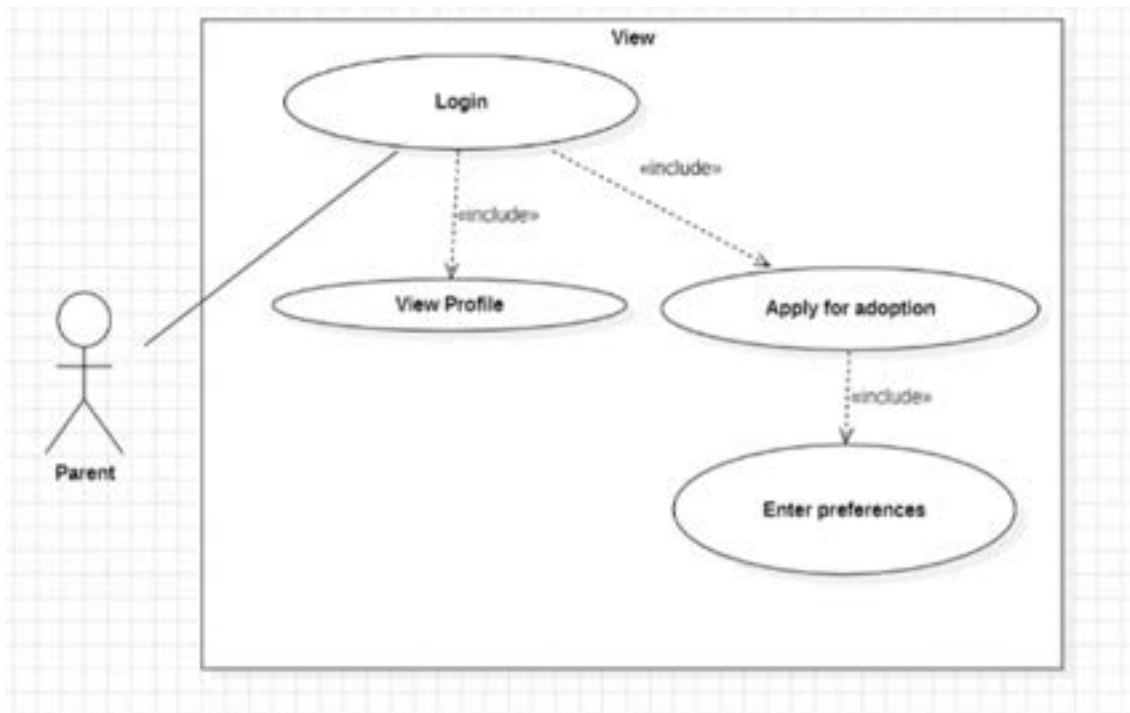 View
Login
«include»
«include»
View Profile
Apply for adoption
«include»
Parent
Enter preferences